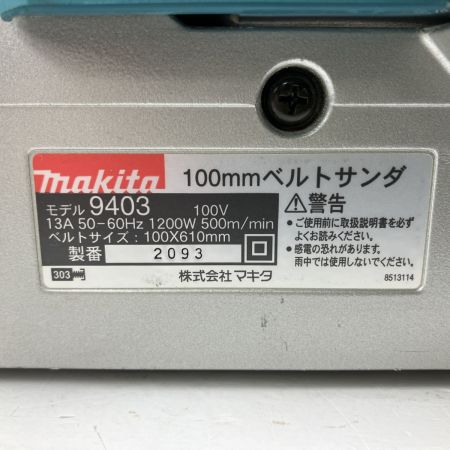 makita 100mmベルトサンダ
モデル 9403 100V
13A 50-60Hz 1200W 500m/min
ベルトサイズ:100X610mm
製番 2093
⚠警告
● ご使用前に取扱説明書を必ず
よくお読みください。
● 感電の恐れがあります。
雨中では使用しないでください。
303 株式会社マキタ 8513114